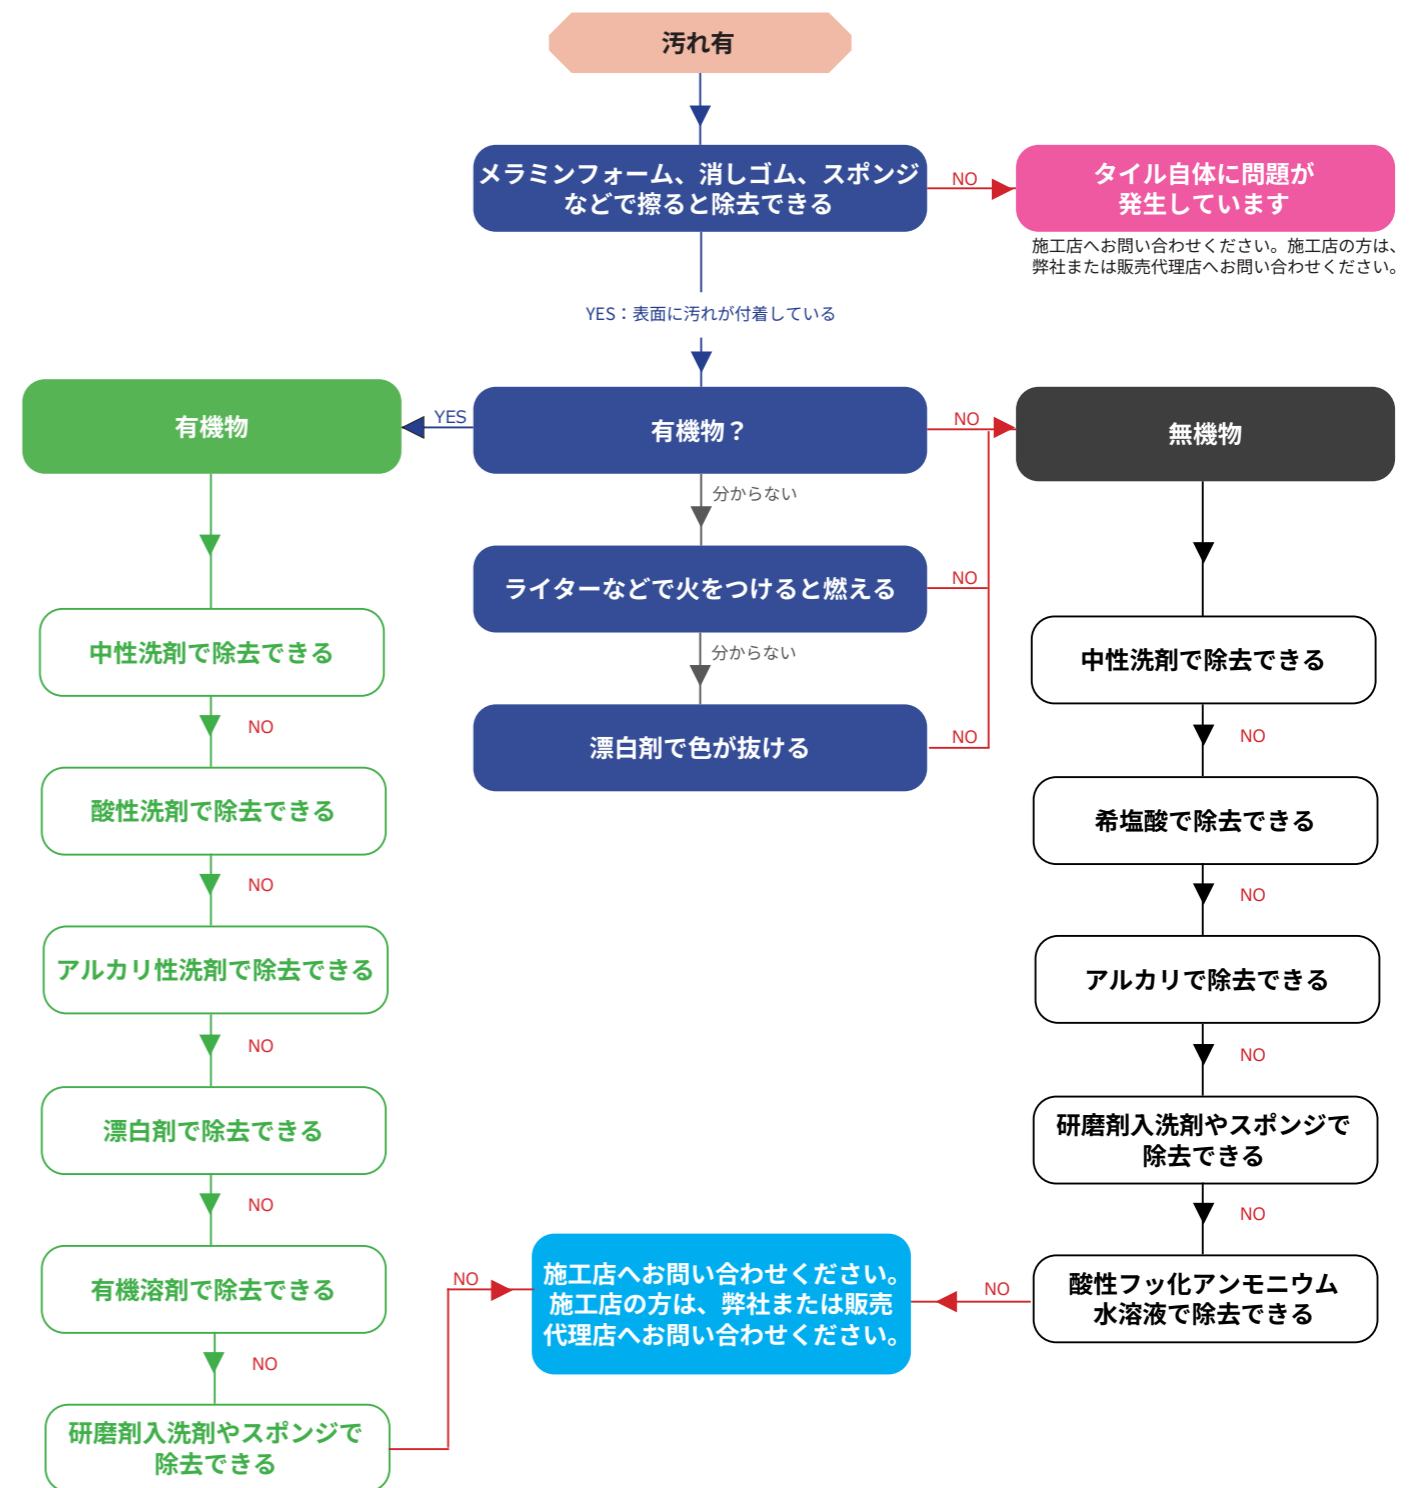 汚れ有
メラミンフォーム、消しゴム、スポンジ
などで擦ると除去できる
NO
タイル自体に問題が
発生しています
施工店へお問い合わせください。施工店の方は、
弊社または販売代理店へお問い合わせください。
YES：表面に汚れが付着している
有機物
YES
有機物？
NO
無機物
分からない
ライターなどで火をつけると燃える
NO
分からない
漂白剤で色が抜ける
NO
中性洗剤で除去できる
NO
酸性洗剤で除去できる
NO
アルカリ性洗剤で除去できる
NO
漂白剤で除去できる
NO
有機溶剤で除去できる
NO
研磨剤入洗剤やスポンジで
除去できる
NO
中性洗剤で除去できる
NO
希塩酸で除去できる
NO
アルカリで除去できる
NO
研磨剤入洗剤やスポンジで
除去できる
NO
酸性フッ化アンモニウム
水溶液で除去できる
NO
施工店へお問い合わせください。
施工店の方は、弊社または販売
代理店へお問い合わせください。